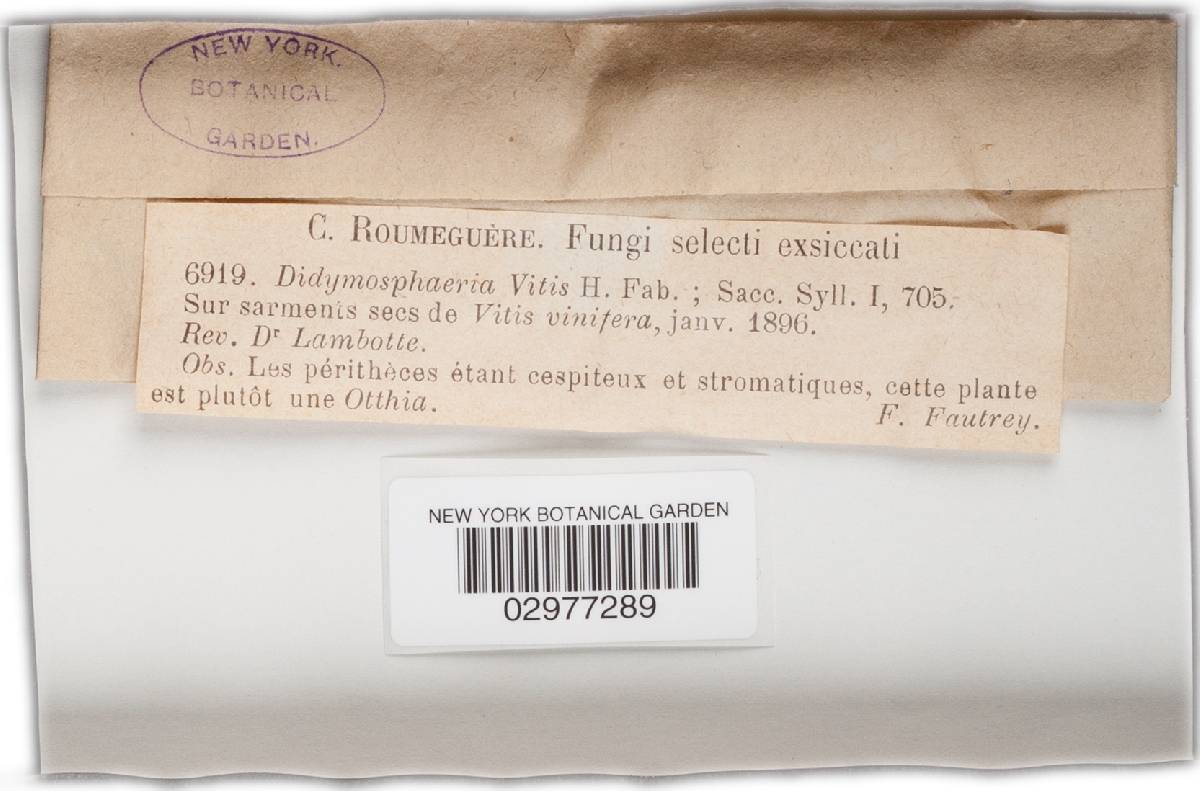 NEW YORK.
BOTANICAL
GARDEN.
C. ROUMEGUÈRE. Fungi selecti exsiccati
6919. Didymosphaeria Vitis H. Fab. ; Sacc. Syll. I, 705.
Sur sarments secs de Vitis vinifera, janv. 1896.
Rev. Dr Lambotte.
Obs. Les périthèces étant cespiteux et stromatiques, cette plante
est plutôt une Otthia.
F. Fautrey.
NEW YORK BOTANICAL GARDEN
02977289